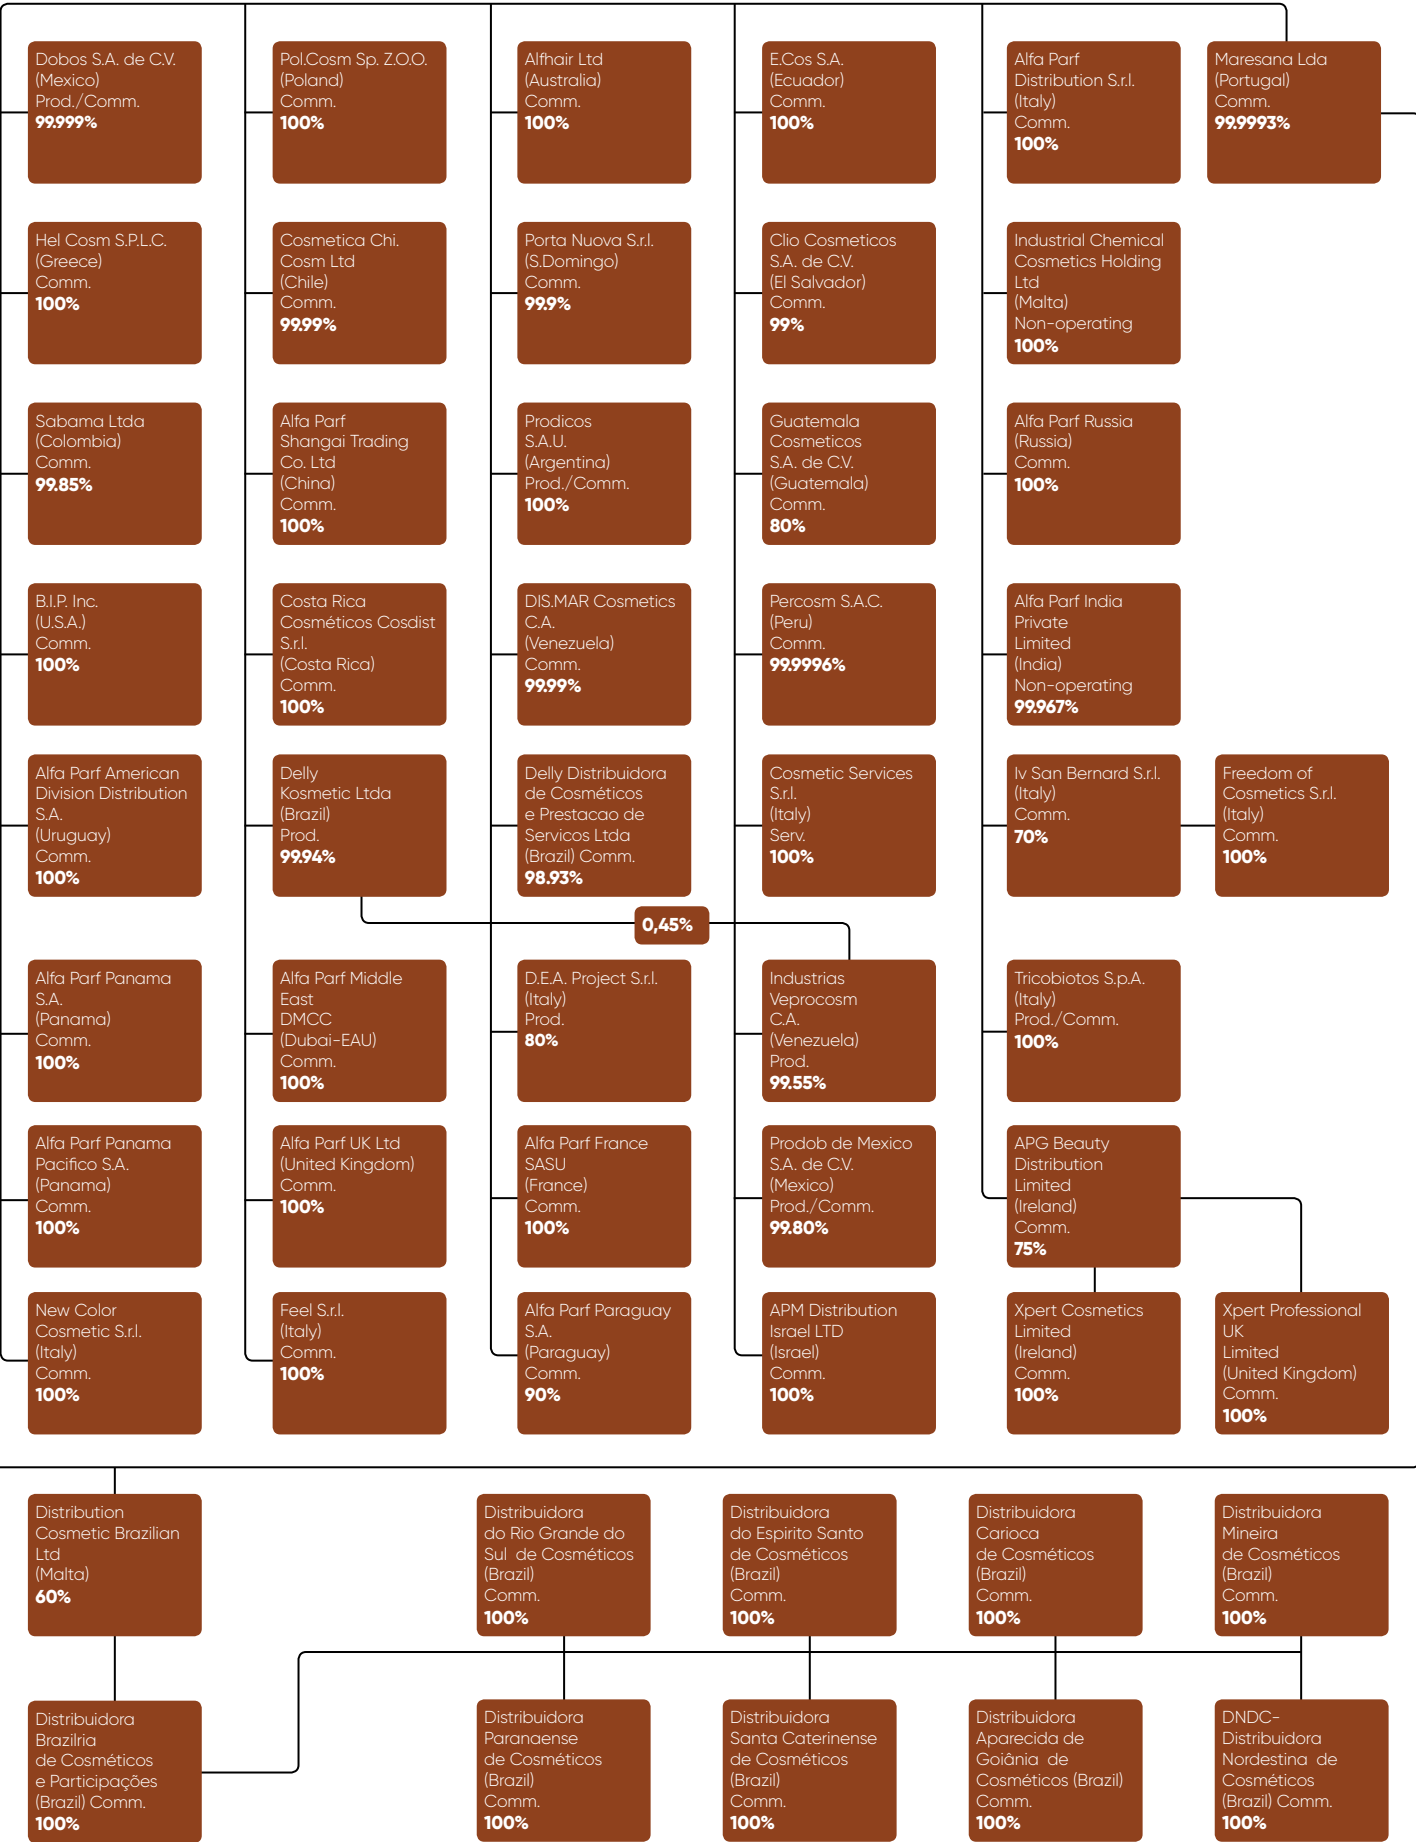 Dobos S.A. de C.V.
(Mexico)
Prod./Comm.
99.999%
Pol.Cosm Sp. Z.O.O.
(Poland)
Comm.
100%
Alfhair Ltd
(Australia)
Comm.
100%
E.Cos S.A.
(Ecuador)
Comm.
100%
Alfa Parf
Distribution S.r.l.
(Italy)
Comm.
100%
Maresana Lda
(Portugal)
Comm.
99.9993%
Hel Cosm S.P.L.C.
(Greece)
Comm.
100%
Cosmetica Chi.
Cosm Ltd
(Chile)
Comm.
99.99%
Porta Nuova S.r.l.
(S.Domingo)
Comm.
99.9%
Clio Cosmeticos
S.A. de C.V.
(El Salvador)
Comm.
99%
Industrial Chemical
Cosmetics Holding
Ltd
(Malta)
Non-operating
100%
Sabama Ltda
(Colombia)
Comm.
99.85%
Alfa Parf
Shangai Trading
Co. Ltd
(China)
Comm.
100%
Prodicos
S.A.U.
(Argentina)
Prod./Comm.
100%
Guatemala
Cosmeticos
S.A. de C.V.
(Guatemala)
Comm.
80%
Alfa Parf Russia
(Russia)
Comm.
100%
B.I.P. Inc.
(U.S.A.)
Comm.
100%
Costa Rica
Cosméticos Cosdist
S.r.l.
(Costa Rica)
Comm.
100%
DIS.MAR Cosmetics
C.A.
(Venezuela)
Comm.
99.99%
Percosm S.A.C.
(Peru)
Comm.
99.9996%
Alfa Parf India
Private
Limited
(India)
Non-operating
99.967%
Alfa Parf American
Division Distribution
S.A.
(Uruguay)
Comm.
100%
Delly
Kosmetic Ltda
(Brazil)
Prod.
99.94%
Delly Distribuidora
de Cosméticos
e Prestacao de
Servicos Ltda
(Brazil) Comm.
98.93%
Cosmetic Services
S.r.l.
(Italy)
Serv.
100%
Iv San Bernard S.r.l.
(Italy)
Comm.
70%
Freedom of
Cosmetics S.r.l.
(Italy)
Comm.
100%
0,45%
Alfa Parf Panama
S.A.
(Panama)
Comm.
100%
Alfa Parf Middle
East
DMCC
(Dubai-EAU)
Comm.
100%
D.E.A. Project S.r.l.
(Italy)
Prod.
80%
Industrias
Veprocosm
C.A.
(Venezuela)
Prod.
99.55%
Tricobiotos S.p.A.
(Italy)
Prod./Comm.
100%
Alfa Parf Panama
Pacifico S.A.
(Panama)
Comm.
100%
Alfa Parf UK Ltd
(United Kingdom)
Comm.
100%
Alfa Parf France
SASU
(France)
Comm.
100%
Prodob de Mexico
S.A. de C.V.
(Mexico)
Prod./Comm.
99.80%
APG Beauty
Distribution
Limited
(Ireland)
Comm.
75%
New Color
Cosmetic S.r.l.
(Italy)
Comm.
100%
Feel S.r.l.
(Italy)
Comm.
100%
Alfa Parf Paraguay
S.A.
(Paraguay)
Comm.
90%
APM Distribution
Israel LTD
(Israel)
Comm.
100%
Xpert Cosmetics
Limited
(Ireland)
Comm.
100%
Xpert Professional
UK
Limited
(United Kingdom)
Comm.
100%
Distribution
Cosmetic Brazilian
Ltd
(Malta)
60%
Distribuidora
do Rio Grande do
Sul de Cosméticos
(Brazil)
Comm.
100%
Distribuidora
do Espirito Santo
de Cosméticos
(Brazil)
Comm.
100%
Distribuidora
Carioca
de Cosméticos
(Brazil)
Comm.
100%
Distribuidora
Mineira
de Cosméticos
(Brazil)
Comm.
100%
Distribuidora
Brazilria
de Cosméticos
e Participações
(Brazil) Comm.
100%
Distribuidora
Paranaense
de Cosméticos
(Brazil)
Comm.
100%
Distribuidora
Santa Caterinense
de Cosméticos
(Brazil)
Comm.
100%
Distribuidora
Aparecida de
Goiânia de
Cosméticos (Brazil)
Comm.
100%
DNDC-
Distribuidora
Nordestina de
Cosméticos
(Brazil) Comm.
100%